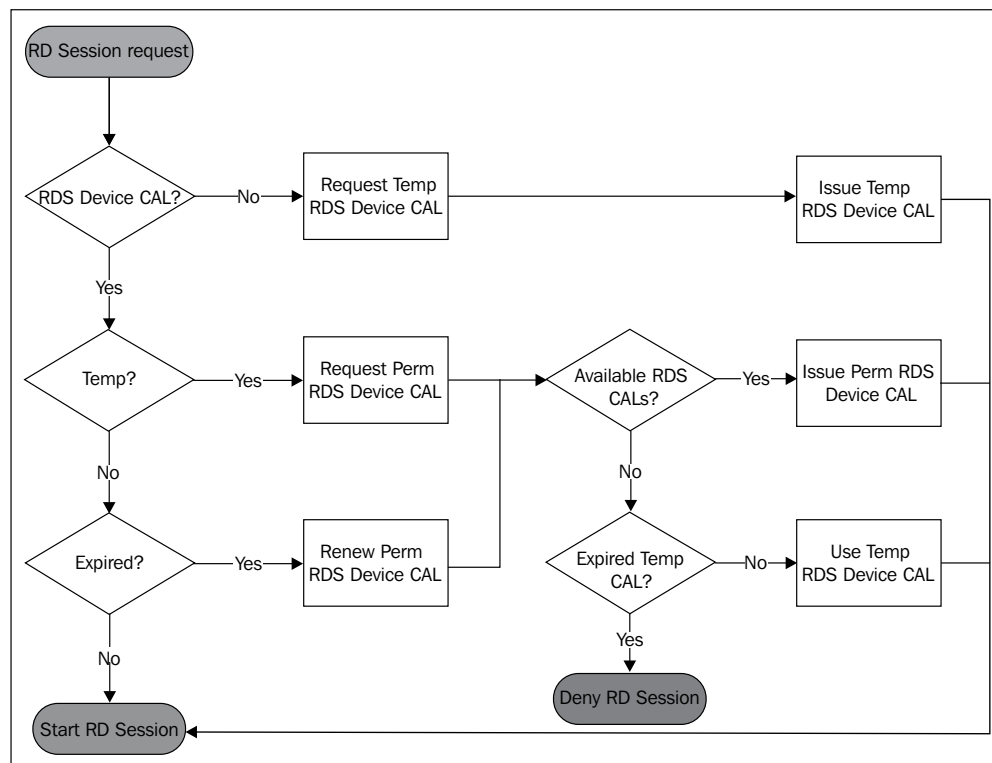 RD Session request
RDS Device CAL?
No
Request Temp
RDS Device CAL
Issue Temp
RDS Device CAL
Yes
Temp?
Yes
Request Perm
RDS Device CAL
Available RDS
CALs?
Yes
Issue Perm RDS
Device CAL
No
No
Expired?
Yes
Renew Perm
RDS Device CAL
Expired Temp
CAL?
No
Use Temp
RDS Device CAL
Yes
No
Deny RD Session
Start RD Session